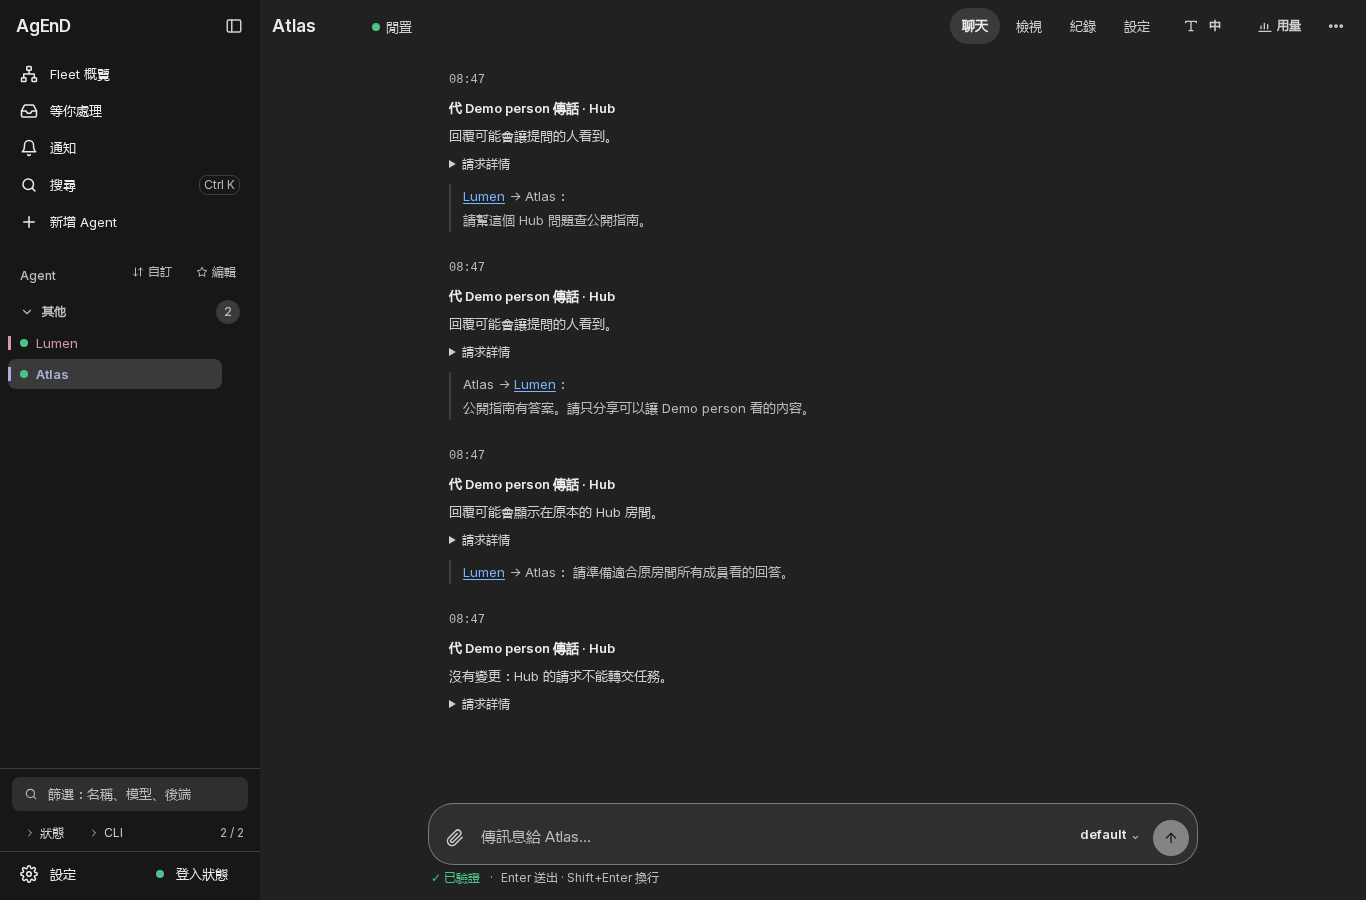 AgEnD
Fleet 概覽
等你處理
通知
搜尋
Ctrl K
新增 Agent
Agent
自訂
編輯
其他
2
Lumen
Atlas
篩選：名稱、模型、後端
狀態
CLI
2 / 2
設定
登入狀態
Atlas
閒置
聊天
檢視
紀錄
設定
中
用量
08:47
代 Demo person 傳話 · Hub
回覆可能會讓提問的人看到。
▶ 請求詳情
Lumen → Atlas：
請幫這個 Hub 問題查公開指南。
08:47
代 Demo person 傳話 · Hub
回覆可能會讓提問的人看到。
▶ 請求詳情
Atlas → Lumen：
公開指南有答案。請只分享可以讓 Demo person 看的內容。
08:47
代 Demo person 傳話 · Hub
回覆可能會顯示在原本的 Hub 房間。
▶ 請求詳情
Lumen → Atlas： 請準備適合原房間所有成員看的回答。
08:47
代 Demo person 傳話 · Hub
沒有變更：Hub 的請求不能轉交任務。
▶ 請求詳情
傳訊息給 Atlas...
default
✓ 已驗證 · Enter 送出 · Shift+Enter 換行